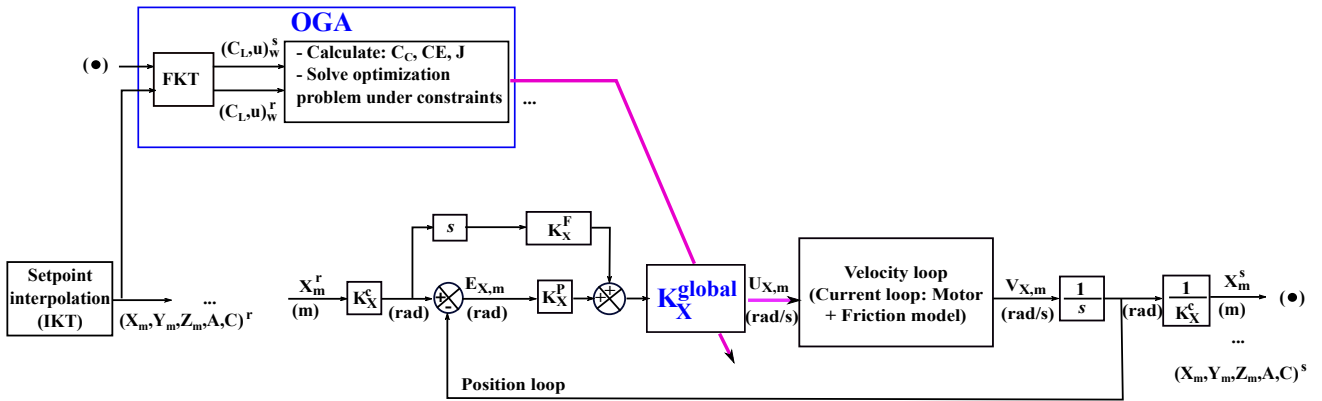 OGA
(•)
FKT
(C_L,u)_w^s
(C_L,u)_w^r
- Calculate: C_C, CE, J
- Solve optimization
problem under constraints
...
Setpoint
interpolation
(IKT)
...
(X_m,Y_m,Z_m,A,C)^r
X_m^r
(m)
K_X^c
(rad)
s
K_X^F
+
-
E_X,m
(rad)
K_X^P
+
+
K_X^global
U_X,m
(rad/s)
Velocity loop
(Current loop: Motor
+ Friction model)
V_X,m
(rad/s)
1
s
(rad)
1
K_X^c
X_m^s
(m)
(•)
...
(X_m,Y_m,Z_m,A,C)^s
Position loop